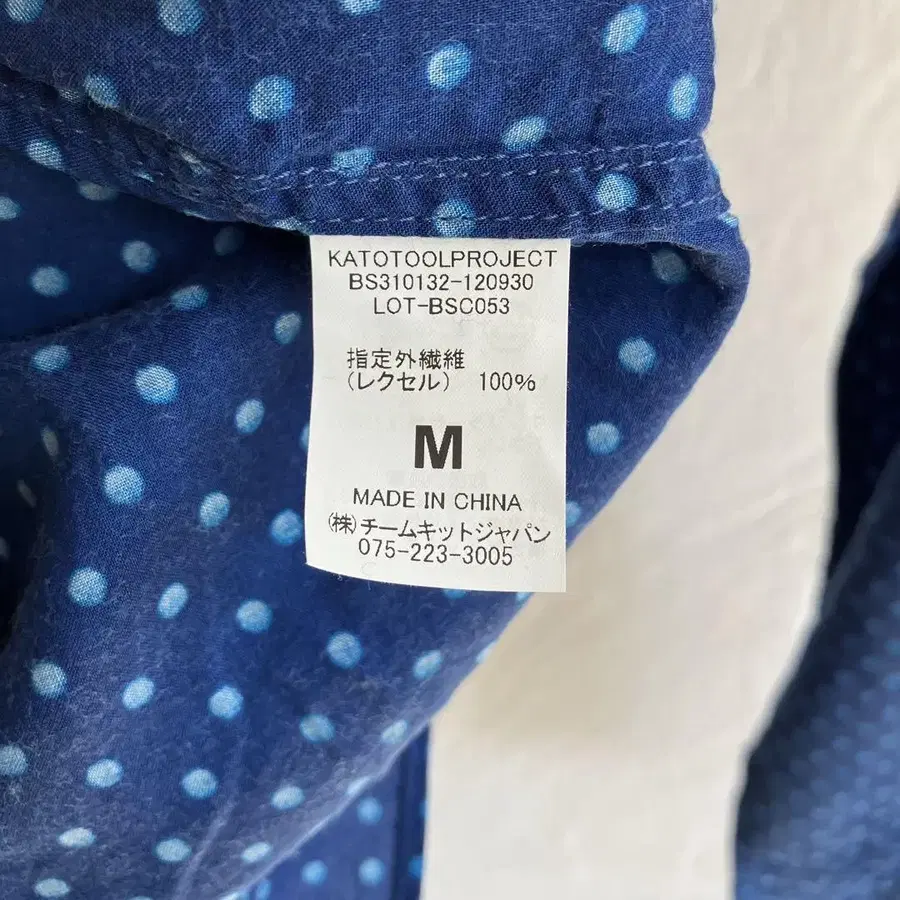 KATOTOOLPROJECT
BS310132-120930
LOT-BSC053
指定外繊維
(レクセル) 100%
M
MADE IN CHINA
(株)チームキットジャパン
075-223-3005